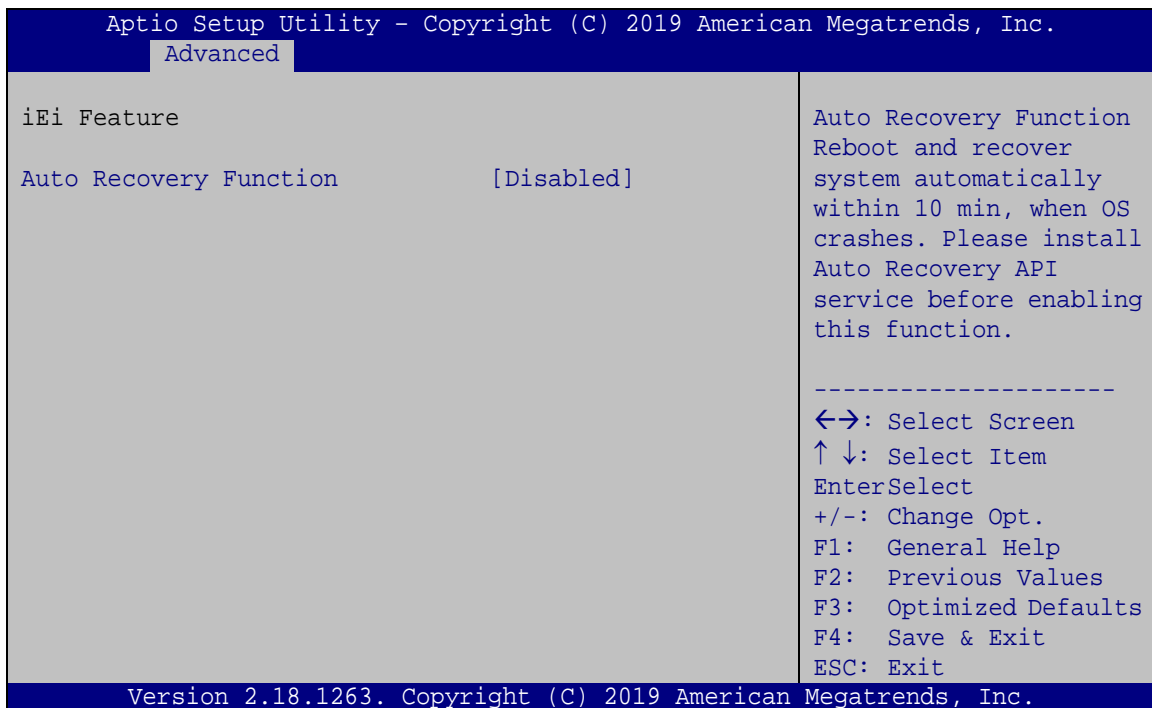 Aptio Setup Utility – Copyright (C) 2019 American Megatrends, Inc.
Advanced
iEi Feature
Auto Recovery Function [Disabled]
Auto Recovery Function
Reboot and recover
system automatically
within 10 min, when OS
crashes. Please install
Auto Recovery API
service before enabling
this function.
---------------------
←→: Select Screen
↑ ↓: Select Item
EnterSelect
+/-: Change Opt.
F1: General Help
F2: Previous Values
F3: Optimized Defaults
F4: Save & Exit
ESC: Exit
Version 2.18.1263. Copyright (C) 2019 American Megatrends, Inc.